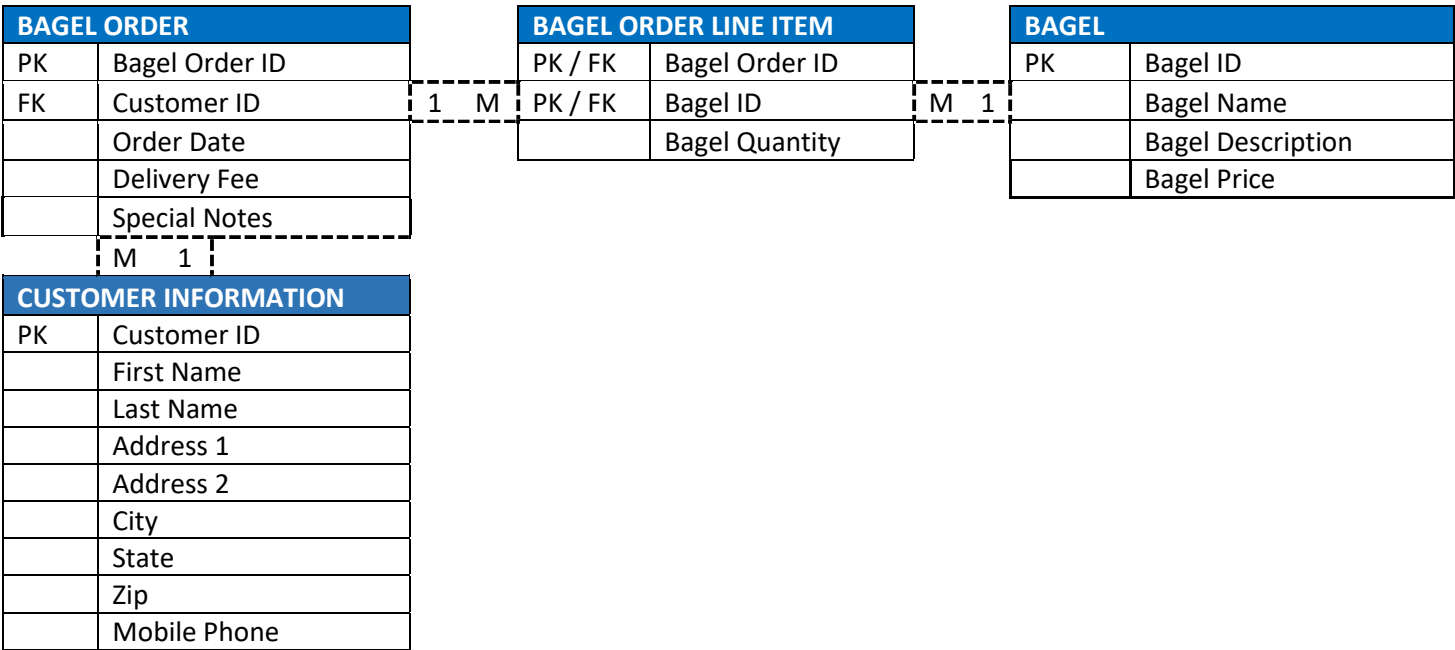 BAGEL ORDER
PK Bagel Order ID
FK Customer ID
Order Date
Delivery Fee
Special Notes
1 M
BAGEL ORDER LINE ITEM
PK / FK Bagel Order ID
PK / FK Bagel ID
Bagel Quantity
M 1
BAGEL
PK Bagel ID
Bagel Name
Bagel Description
Bagel Price
M 1
CUSTOMER INFORMATION
PK Customer ID
First Name
Last Name
Address 1
Address 2
City
State
Zip
Mobile Phone